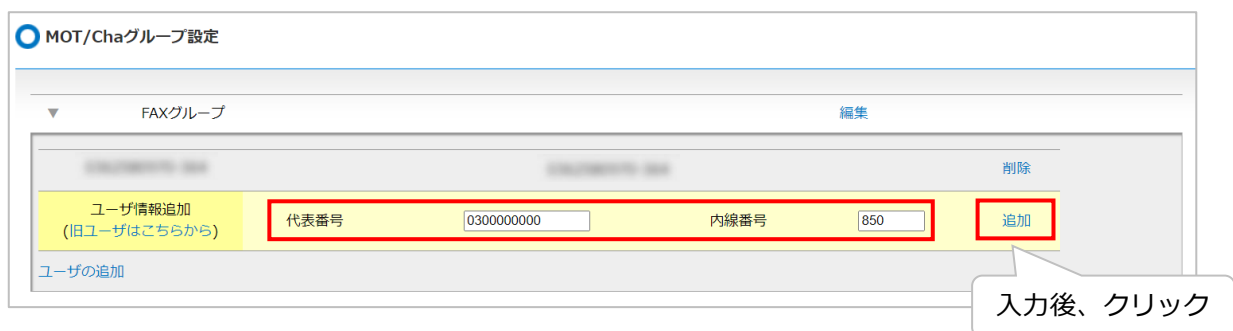 MOT/Chaグループ設定
▼ FAXグループ 編集
削除
ユーザ情報追加
(旧ユーザはこちらから)
代表番号 0300000000 内線番号 850 追加
ユーザの追加
入力後、クリック